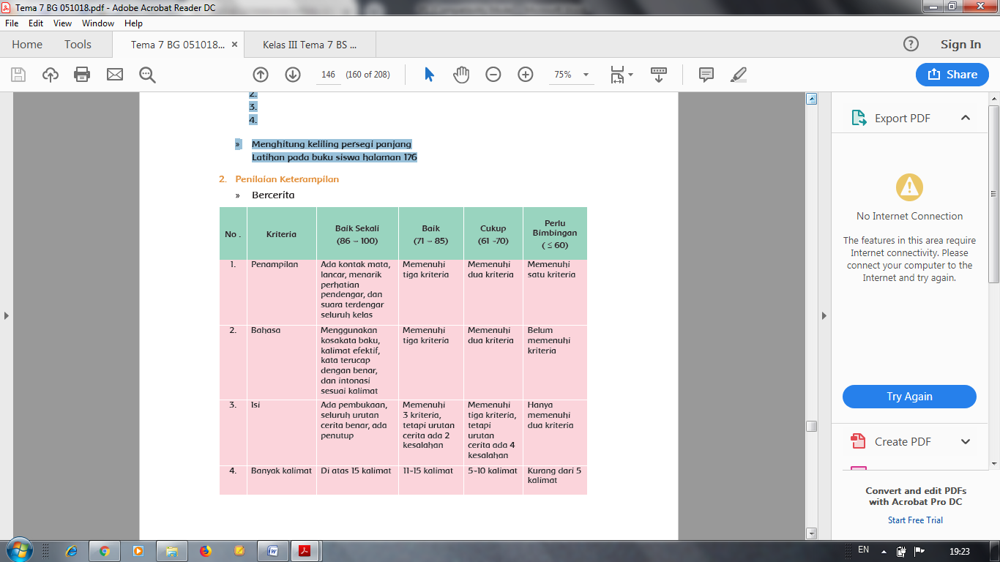 Tema 7 BG 051018.pdf - Adobe Acrobat Reader DC
File Edit View Window Help
Home Tools Tema 7 BG 051018... × Kelas III Tema 7 BS ... Sign In
146 (160 of 208) 75% Share
2.
3.
4.
» Menghitung keliling persegi panjang
Latihan pada buku siswa halaman 176
2. Penilaian Keterampilan
» Bercerita
No . Kriteria Baik Sekali (86 – 100) Baik (71 – 85) Cukup (61 -70) Perlu Bimbingan ( ≤ 60)
1. Penampilan
Ada kontak mata,
lancar, menarik
perhatian
pendengar, dan
suara terdengar
seluruh kelas
Memenuhi
tiga kriteria
Memenuhi
dua kriteria
Memenuhi
satu kriteria
2. Bahasa
Menggunakan
kosakata baku,
kalimat efektif,
kata terucap
dengan benar,
dan intonasi
sesuai kalimat
Memenuhi
tiga kriteria
Memenuhi
dua kriteria
Belum
memenuhi
kriteria
3. Isi
Ada pembukaan,
seluruh urutan
cerita benar, ada
penutup
Memenuhi
3 kriteria,
tetapi urutan
cerita ada 2
kesalahan
Memenuhi
tiga kriteria,
tetapi
urutan
cerita ada 4
kesalahan
Hanya
memenuhi
dua kriteria
4. Banyak kalimat
Di atas 15 kalimat
11-15 kalimat
5-10 kalimat
Kurang dari 5
kalimat
Export PDF
No Internet Connection
The features in this area require
Internet connectivity. Please
connect your computer to the
Internet and try again.
Try Again
Create PDF
Convert and edit PDFs
with Acrobat Pro DC
Start Free Trial
EN 19:23